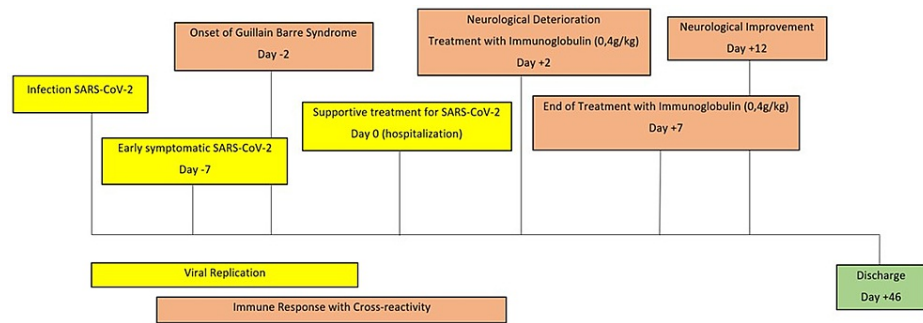 Onset of Guillain Barre Syndrome
Day -2
Neurological Deterioration
Treatment with Immunoglobulin (0,4g/kg)
Day +2
Neurological Improvement
Day +12
Infection SARS-CoV-2
Early symptomatic SARS-CoV-2
Day -7
Supportive treatment for SARS-CoV-2
Day 0 (hospitalization)
End of Treatment with Immunoglobulin (0,4g/kg)
Day +7
Viral Replication
Immune Response with Cross-reactivity
Discharge
Day +46